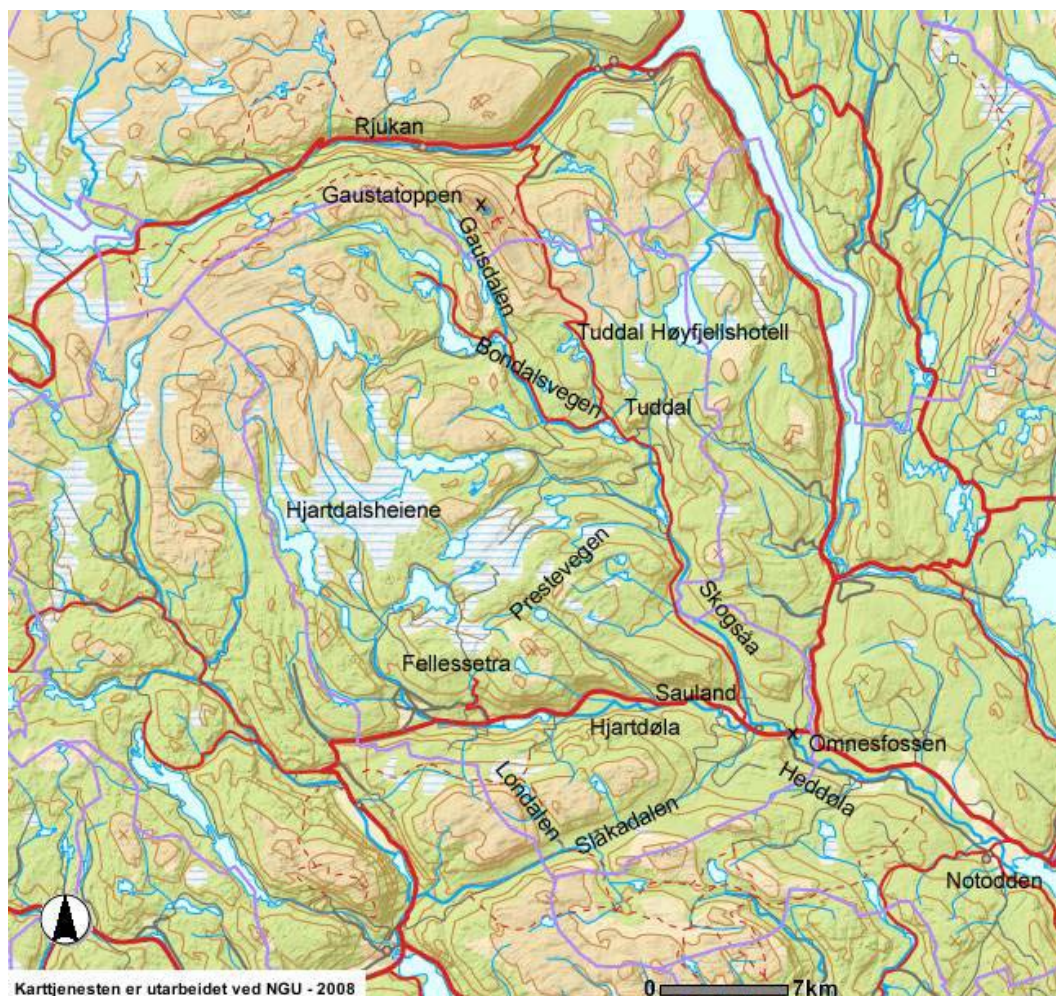 Rjukan
Gaustatoppen
Gausdalen
Tuddal Høyfjellshotell
Bondalsvegen
Tuddal
Hjartdalsheiene
Prestevegen
Skogsåa
Fellessetra
Sauland
Hjartdøla
Omnesfossen
Londalen
Heddøla
Slåkadalen
Notodden
Karttjenesten er utarbeidet ved NGU - 2008
0 7km